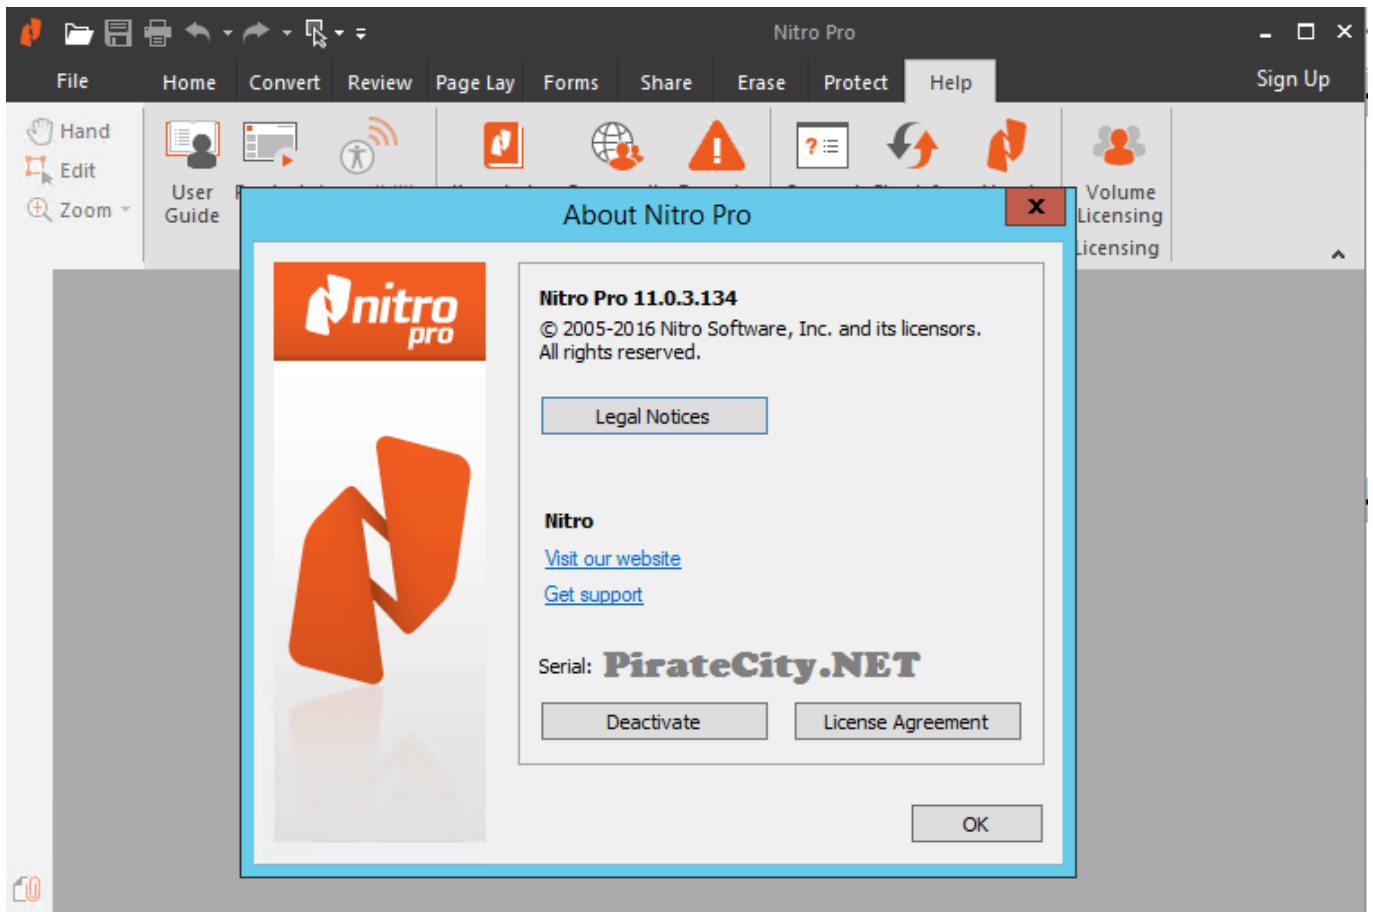 Nitro Pro
File Home Convert Review Page Lay Forms Share Erase Protect Help Sign Up
Hand
Edit
Zoom
User
Guide
Volume
Licensing
Licensing
About Nitro Pro
nitro
pro
Nitro Pro 11.0.3.134
© 2005-2016 Nitro Software, Inc. and its licensors.
All rights reserved.
Legal Notices
Nitro
Visit our website
Get support
Serial: PirateCity.NET
Deactivate License Agreement
OK